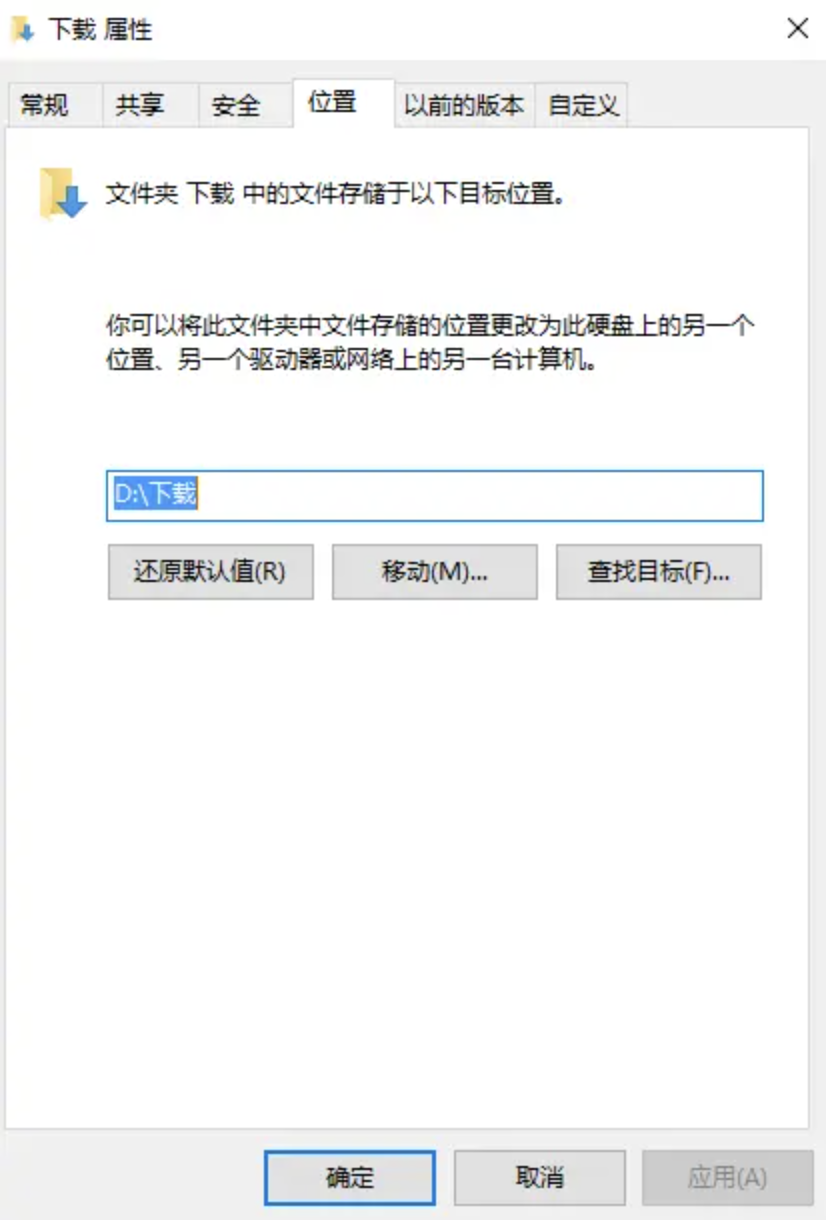 下载 属性
常规 共享 安全 位置 以前的版本 自定义
文件夹 下载 中的文件存储于以下目标位置。
你可以将此文件夹中文件存储的位置更改为此硬盘上的另一个
位置、另一个驱动器或网络上的另一台计算机。
D:\下载
还原默认值(R) 移动(M)... 查找目标(F)...
确定 取消 应用(A)